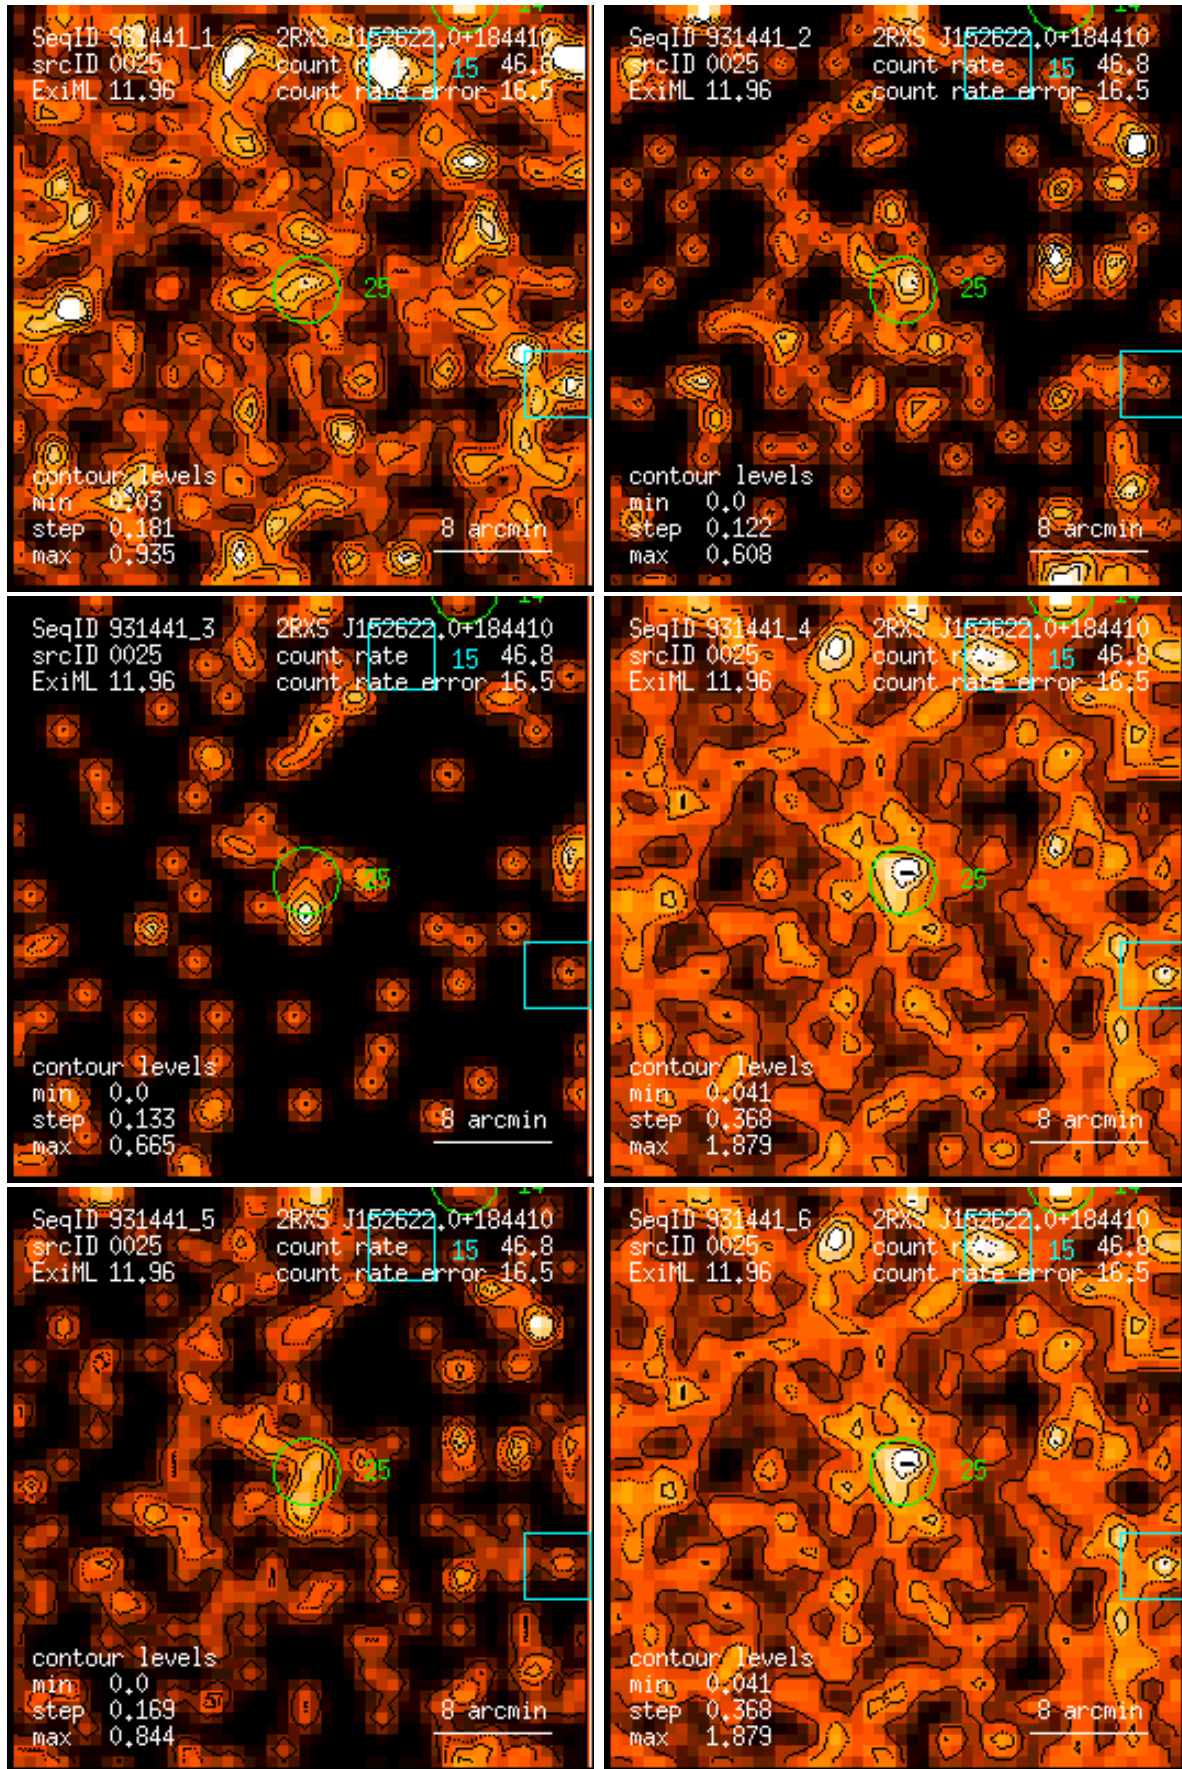 14
SeqID 931441_1 2RXS J152622.0+184410
srcID 0025 count rate 15 46.8
ExiML 11.96 count rate error 16.5
25
contour levels
min 0.03
step 0.181 8 arcmin
max 0.935
14
SeqID 931441_2 2RXS J152622.0+184410
srcID 0025 count rate 15 46.8
ExiML 11.96 count rate error 16.5
25
contour levels
min 0.0
step 0.122 8 arcmin
max 0.608
14
SeqID 931441_3 2RXS J152622.0+184410
srcID 0025 count rate 15 46.8
ExiML 11.96 count rate error 16.5
25
contour levels
min 0.0
step 0.133 8 arcmin
max 0.665
14
SeqID 931441_4 2RXS J152622.0+184410
srcID 0025 count rate 15 46.8
ExiML 11.96 count rate error 16.5
25
contour levels
min 0.041
step 0.368 8 arcmin
max 1.879
14
SeqID 931441_5 2RXS J152622.0+184410
srcID 0025 count rate 15 46.8
ExiML 11.96 count rate error 16.5
25
contour levels
min 0.0
step 0.169 8 arcmin
max 0.844
14
SeqID 931441_6 2RXS J152622.0+184410
srcID 0025 count rate 15 46.8
ExiML 11.96 count rate error 16.5
25
contour levels
min 0.041
step 0.368 8 arcmin
max 1.879